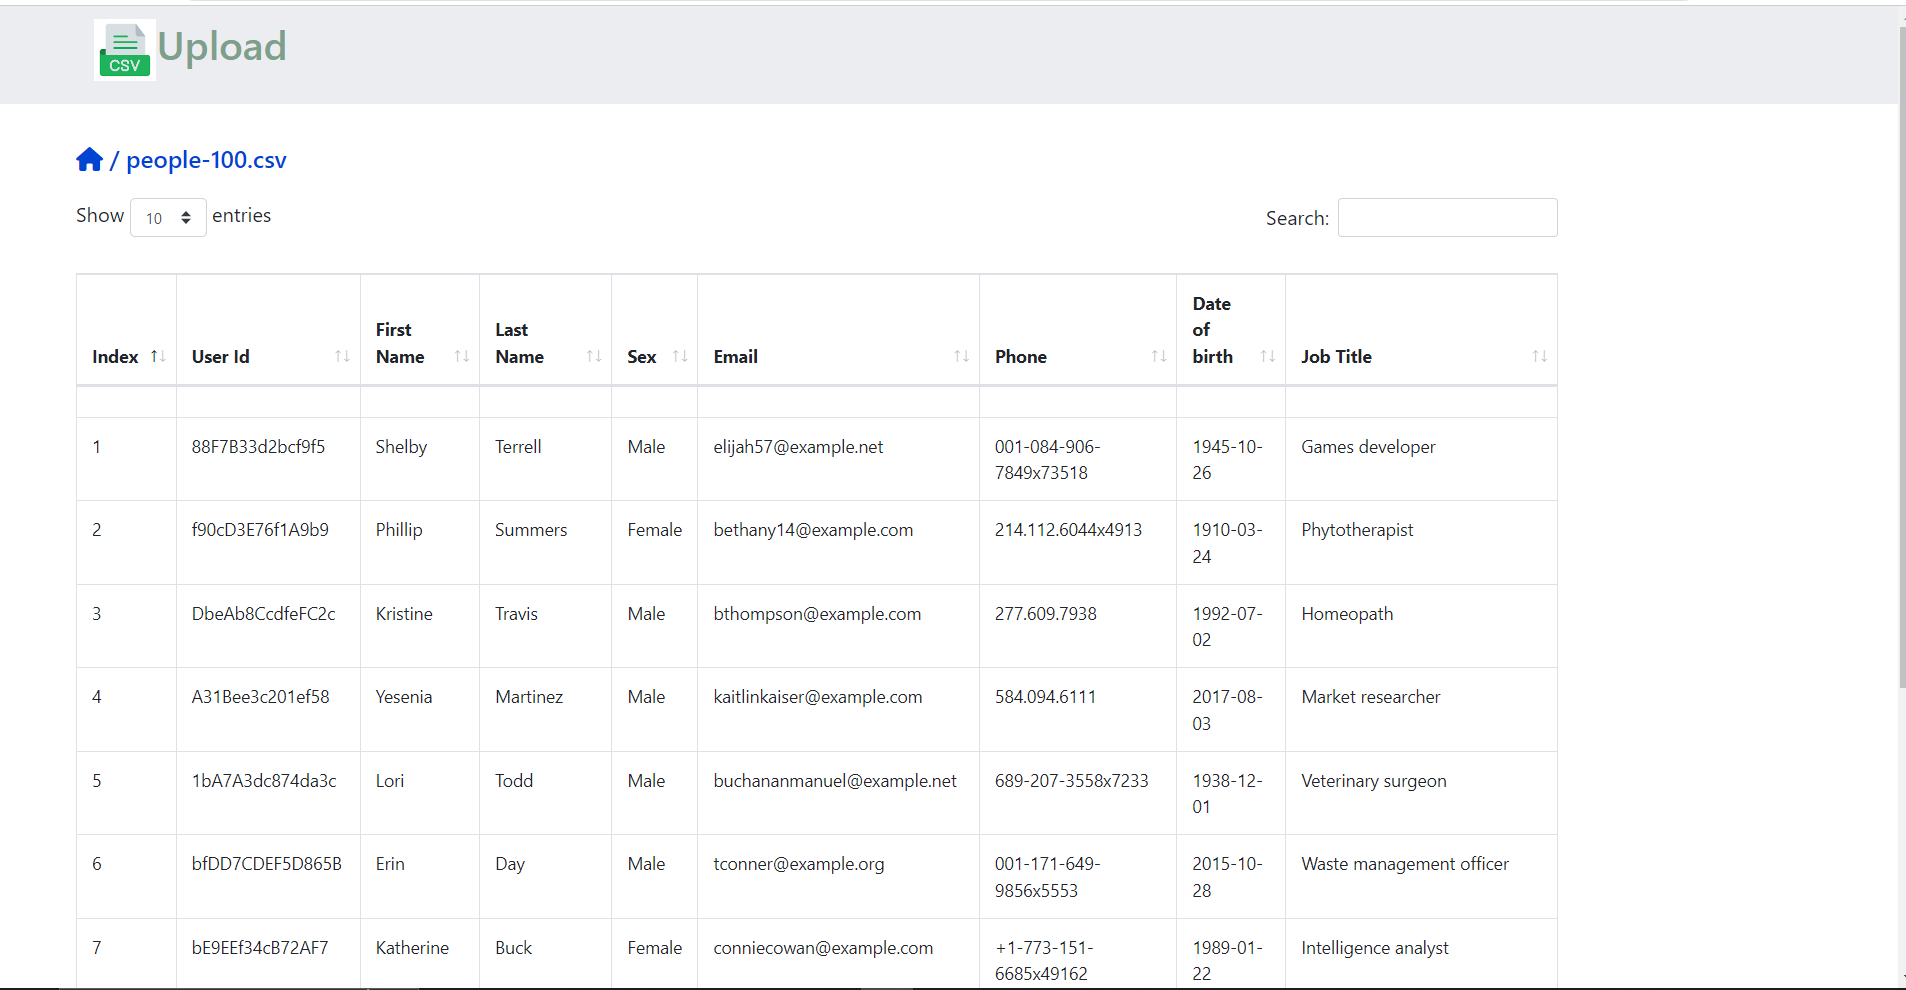 CSV Upload
/ people-100.csv
Show 10 entries
Search:
Index User Id First Name Last Name Sex Email Phone Date of birth Job Title
1 88F7B33d2bcf9f5 Shelby Terrell Male elijah57@example.net 001-084-906-7849x73518 1945-10-26 Games developer
2 f90cD3E76f1A9b9 Phillip Summers Female bethany14@example.com 214.112.6044x4913 1910-03-24 Phytotherapist
3 DbeAb8CcdfeFC2c Kristine Travis Male bthompson@example.com 277.609.7938 1992-07-02 Homeopath
4 A31Bee3c201ef58 Yesenia Martinez Male kaitlinkaiser@example.com 584.094.6111 2017-08-03 Market researcher
5 1bA7A3dc874da3c Lori Todd Male buchananmanuel@example.net 689-207-3558x7233 1938-12-01 Veterinary surgeon
6 bfDD7CDEF5D865B Erin Day Male tconner@example.org 001-171-649-9856x5553 2015-10-28 Waste management officer
7 bE9EEf34cB72AF7 Katherine Buck Female conniecowan@example.com +1-773-151-6685x49162 1989-01-22 Intelligence analyst